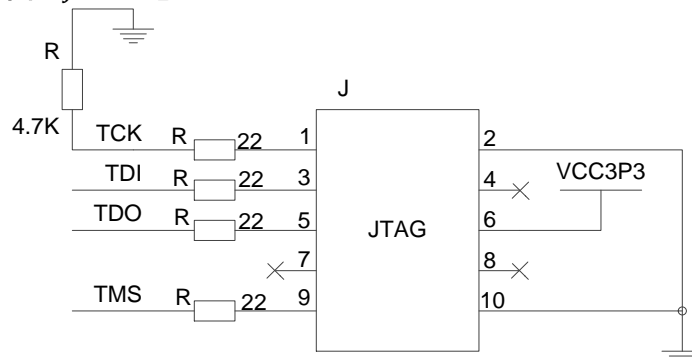 R
J
4.7K TCK R 22 1 2
VCC3P3
TDI R 22 3 4
TDO R 22 5 JTAG 6
7 8
TMS R 22 9 10